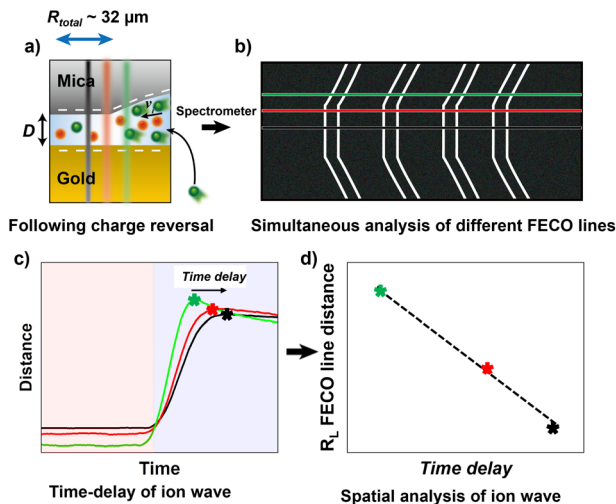 R_total ~ 32 μm
a)
b)
Mica
v_i
Spectrometer
D
Gold
Following charge reversal
Simultaneous analysis of different FECO lines
c)
d)
Time delay
Distance
R_L FECO line distance
Time
Time delay
Time-delay of ion wave
Spatial analysis of ion wave